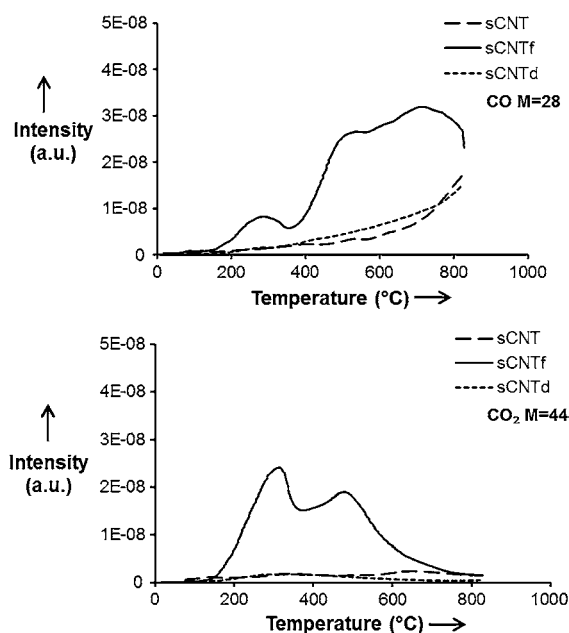 5E-08
4E-08
3E-08
2E-08
1E-08
0
Intensity
(a.u.)
sCNT
sCNTf
sCNTd
CO M=28
0 200 400 600 800 1000
Temperature (°C)
5E-08
4E-08
3E-08
2E-08
1E-08
0
Intensity
(a.u.)
sCNT
sCNTf
sCNTd
CO₂ M=44
0 200 400 600 800 1000
Temperature (°C)